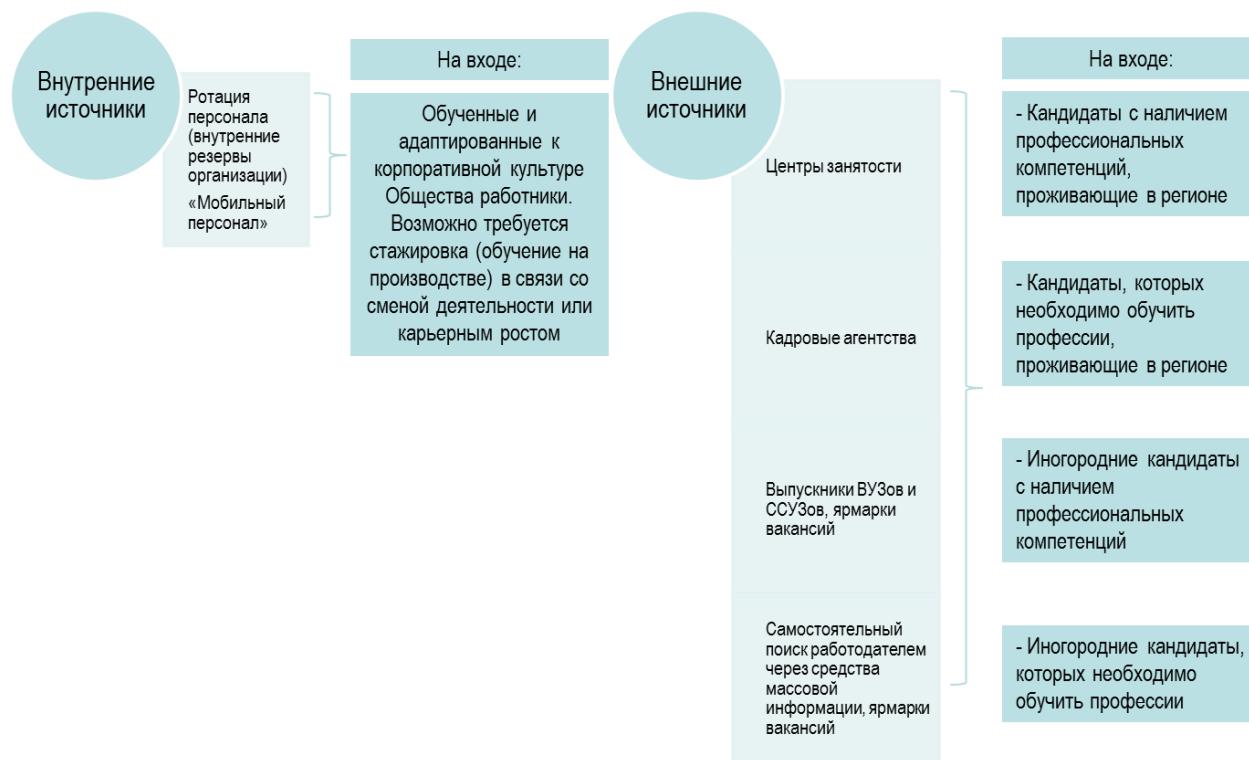 Внутренние
источники
Ротация
персонала
(внутренние
резервы
организации)
«Мобильный
персонал»
На входе:
Обученные и
адаптированные к
корпоративной культуре
Общества работники.
Возможно требуется
стажировка (обучение на
производстве) в связи со
сменой деятельности или
карьерным ростом
Внешние
источники
Центры занятости
Кадровые агентства
Выпускники ВУЗов и
ССУЗов, ярмарки
вакансий
Самостоятельный
поиск работодателем
через средства
массовой
информации, ярмарки
вакансий
На входе:
- Кандидаты с наличием
профессиональных
компетенций,
проживающие в регионе
- Кандидаты, которых
необходимо обучить
профессии,
проживающие в регионе
- Иногородние кандидаты
с наличием
профессиональных
компетенций
- Иногородние кандидаты,
которых необходимо
обучить профессии